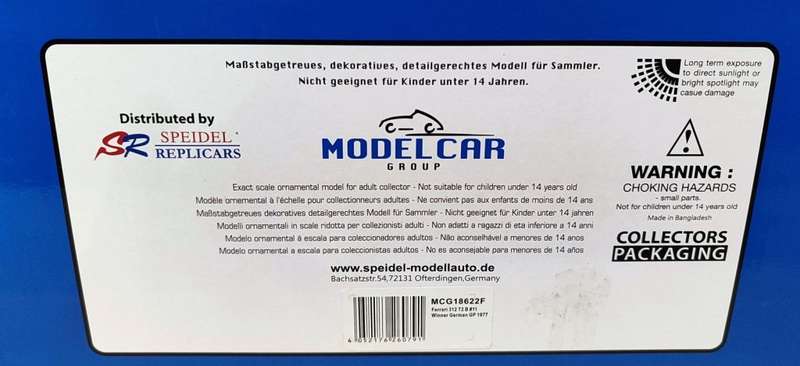 Maßstabgetreues, dekoratives, detailgerechtes Modell für Sammler.
Nicht geeignet für Kinder unter 14 Jahren.
Long term exposure
to direct sunlight or
bright spotlight may
casue damage
Distributed by
SR SPEIDEL
REPLICARS
MODELCAR
GROUP
Exact scale ornamental model for adult collector - Not suitable for children under 14 years old
Modèle ornamental à l'échelle pour collectionneurs adultes - Ne convient pas aux enfants de moins de 14 ans
Maßstabgetreues dekoratives detailgerechtes Modell für Sammler - Nicht geeignet für Kinder unter 14 jahren
Modelli ornamentali in scale ridotta per collezionisti adulti - Non adatti a ragazzi di eta inferiore a 14 anni
Modelo ornamental á escala para coleccionadores adultos - Não aconselhável a menores de 14 anos
Modelo ornamental a escala para coleccionistas adultos - No es aconsejable para menores de 14 años
www.speidel-modellauto.de
Bachsatzstr.54,72131 Ofterdingen,Germany
WARNING :
CHOKING HAZARDS
- small parts.
Not for children under 14 years old
Made in Bangladesh
COLLECTORS
PACKAGING
MCG18622F
Ferrari 312 T2 B #11
Winner German GP 1977
4 052176 260791